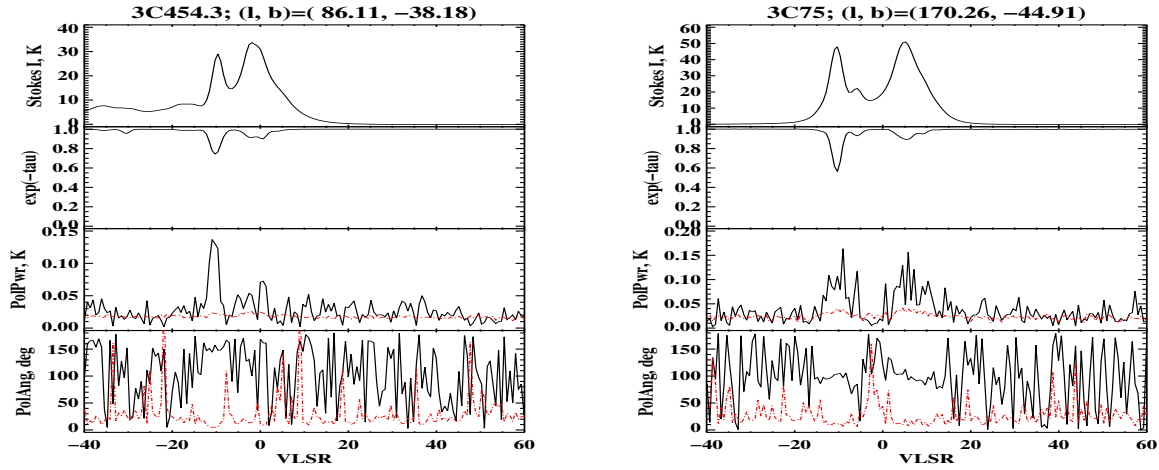 3C454.3; (l, b)=( 86.11, −38.18)
Stokes I, K
40
30
20
10
0
exp(−tau)
1.0
0.8
0.6
0.4
0.2
0.0
PolPwr, K
0.15
0.10
0.05
0.00
PolAng, deg
150
100
50
0
−40 −20 0 20 40 60
VLSR
3C75; (l, b)=(170.26, −44.91)
Stokes I, K
60
50
40
30
20
10
0
exp(−tau)
1.0
0.8
0.6
0.4
0.2
0.0
PolPwr, K
0.20
0.15
0.10
0.05
0.00
PolAng, deg
150
100
50
0
−40 −20 0 20 40 60
VLSR